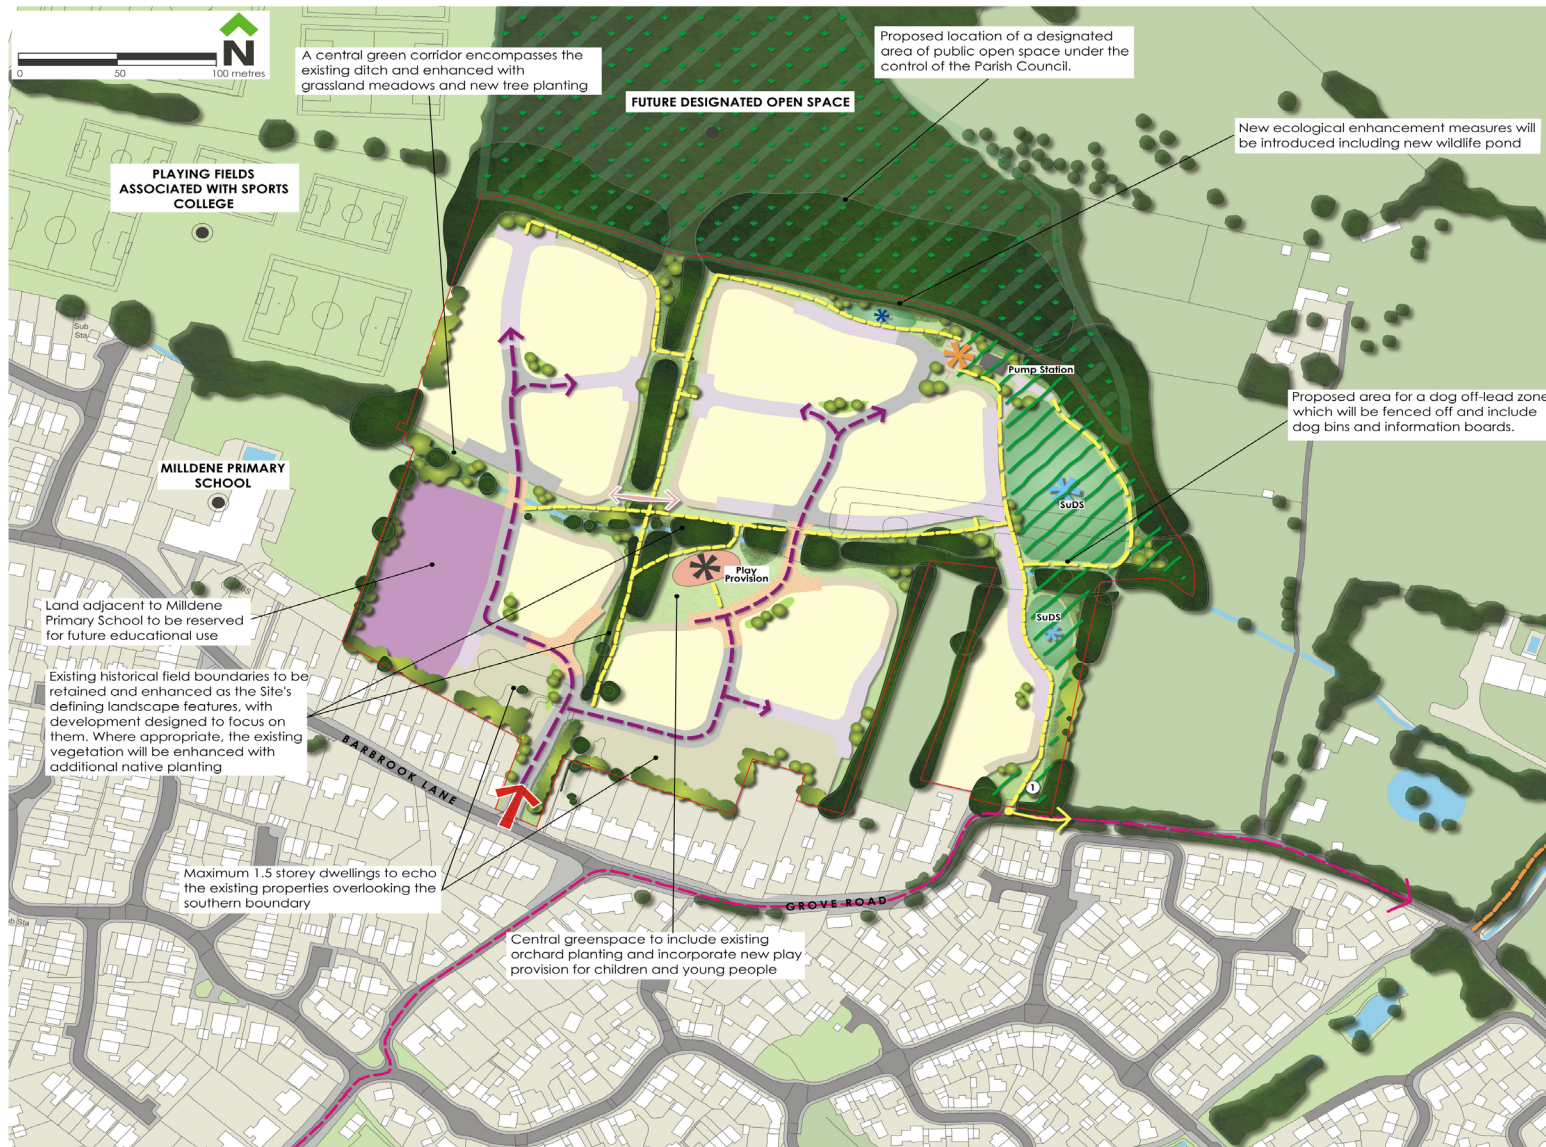 N
0 50 100 metres
A central green corridor encompasses the
existing ditch and enhanced with
grassland meadows and new tree planting
Proposed location of a designated
area of public open space under the
control of the Parish Council.
FUTURE DESIGNATED OPEN SPACE
New ecological enhancement measures will
be introduced including new wildlife pond
PLAYING FIELDS
ASSOCIATED WITH SPORTS
COLLEGE
Sub
Sta
Pump Station
Proposed area for a dog off-lead zone
which will be fenced off and include
dog bins and information boards.
MILLDENE PRIMARY
SCHOOL
SuDS
Play
Provision
Land adjacent to Milldene
Primary School to be reserved
for future educational use
SuDS
Existing historical field boundaries to be
retained and enhanced as the Site's
defining landscape features, with
development designed to focus on
them. Where appropriate, the existing
vegetation will be enhanced with
additional native planting
BARBROOK LANE
1
Maximum 1.5 storey dwellings to echo
the existing properties overlooking the
southern boundary
GROVE ROAD
Central greenspace to include existing
orchard planting and incorporate new play
provision for children and young people